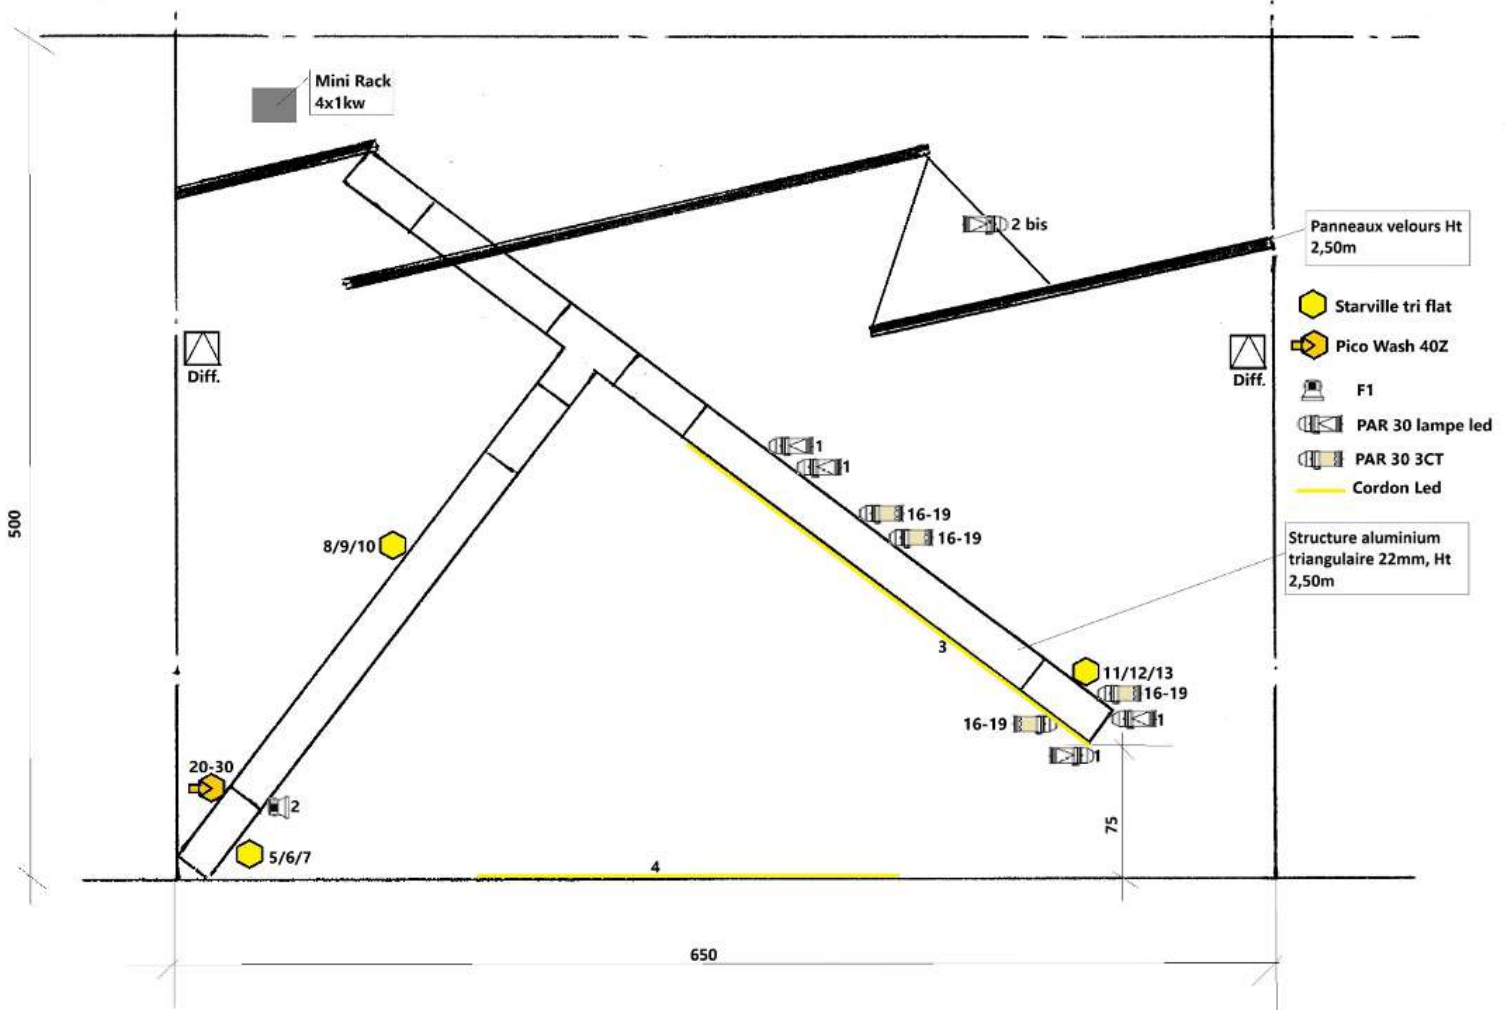 Mini Rack
4x1kw
2 bis
Panneaux velours Ht
2,50m
Starville tri flat
Pico Wash 40Z
F1
PAR 30 lampe led
PAR 30 3CT
Cordon Led
Diff.
Diff.
1
1
16-19
16-19
500
8/9/10
Structure aluminium
triangulaire 22mm, Ht
2,50m
3
11/12/13
16-19
16-19
1
1
20-30
2
75
5/6/7
4
650